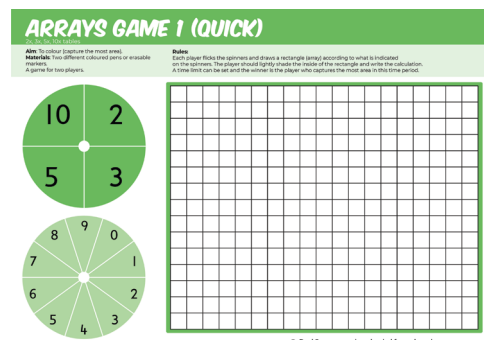 ARRAYS GAME 1 (QUICK)
2x, 3x, 5x, 10x tables
Aim: To colour (capture the most area).
Materials: Two different coloured pens or erasable
markers.
A game for two players.
Rules:
Each player flicks the spinners and draws a rectangle (array) according to what is indicated
on the spinners. The player should lightly shade the inside of the rectangle and write the calculation.
A time limit can be set and the winner is the player who captures the most area in this time period.
10 2
5 3
9
8 0
7 1
6 2
5 3
4